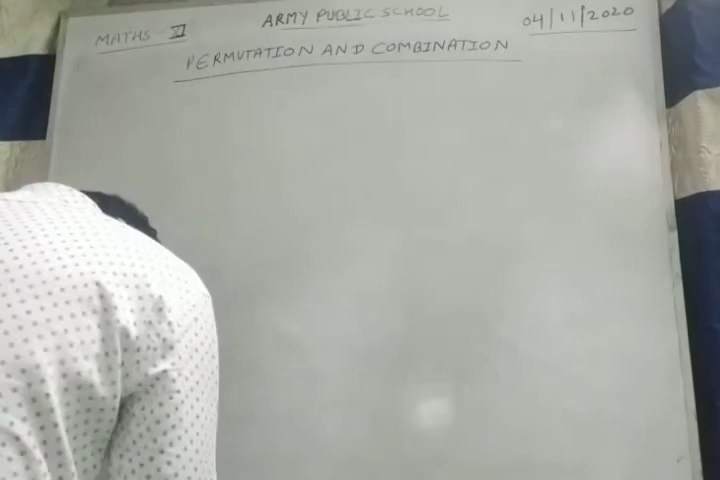 MATHS - XI
ARMY PUBLIC SCHOOL
04/11/2020
PERMUTATION AND COMBINATION